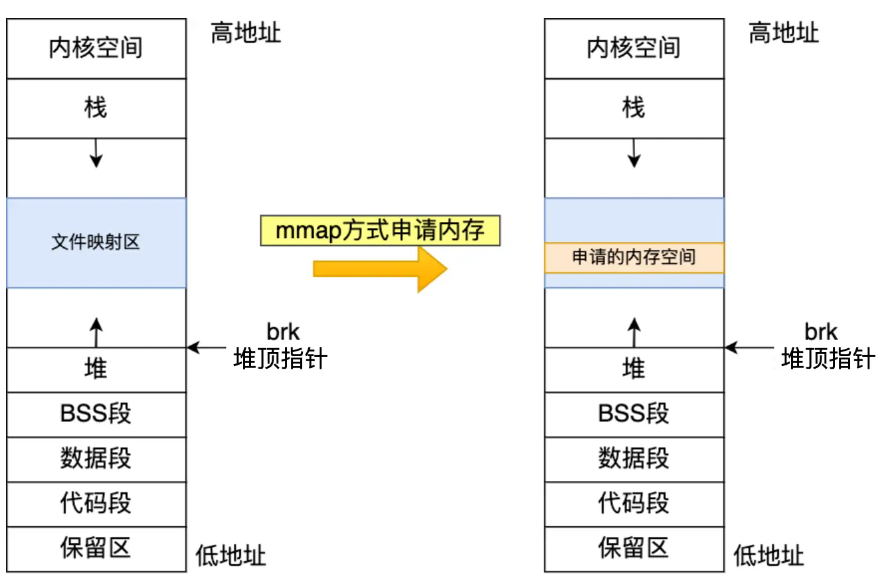 内核空间
高地址
栈
文件映射区
brk
堆顶指针
堆
BSS段
数据段
代码段
保留区
低地址
mmap方式申请内存
内核空间
高地址
栈
申请的内存空间
brk
堆顶指针
堆
BSS段
数据段
代码段
保留区
低地址